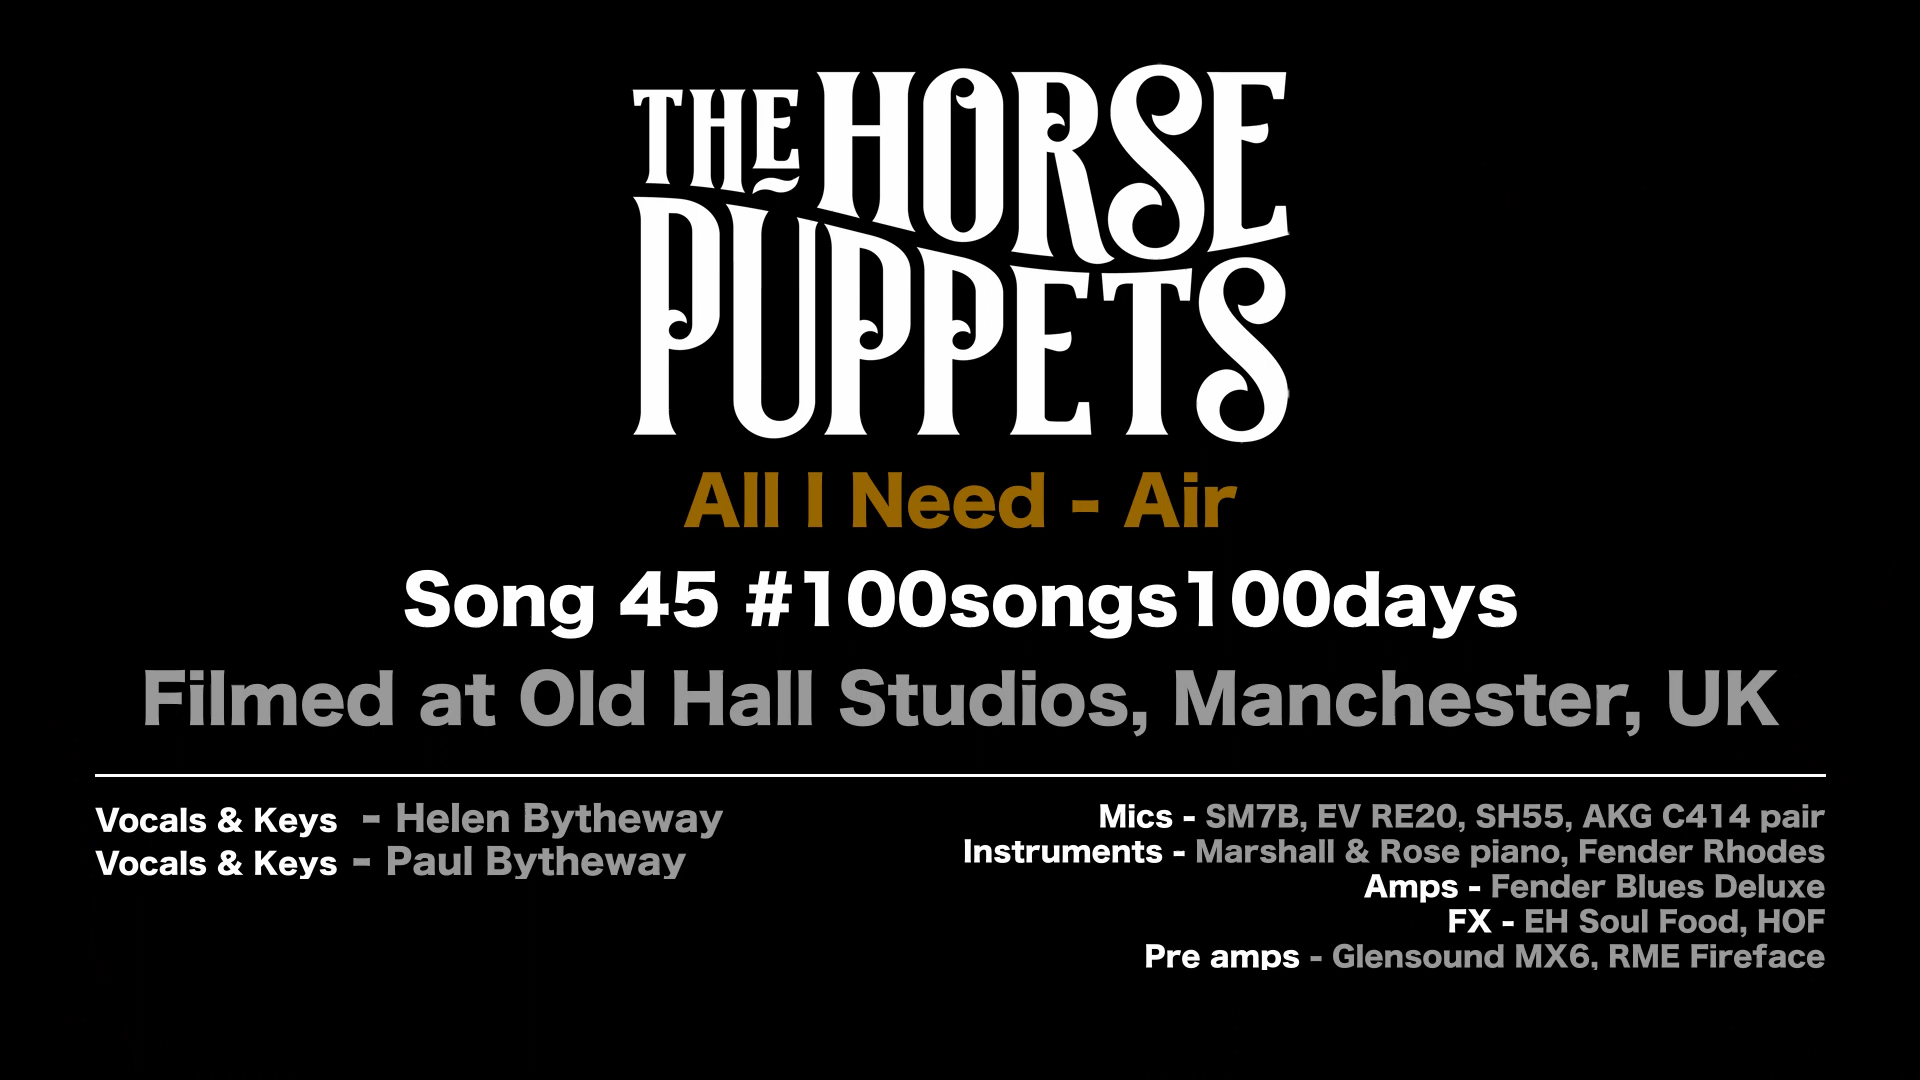 THE HORSE
PUPPETS
All I Need - Air
Song 45 #100songs100days
Filmed at Old Hall Studios, Manchester, UK
Vocals & Keys - Helen Bytheway
Vocals & Keys - Paul Bytheway
Mics - SM7B, EV RE20, SH55, AKG C414 pair
Instruments - Marshall & Rose piano, Fender Rhodes
Amps - Fender Blues Deluxe
FX - EH Soul Food, HOF
Pre amps - Glensound MX6, RME Fireface